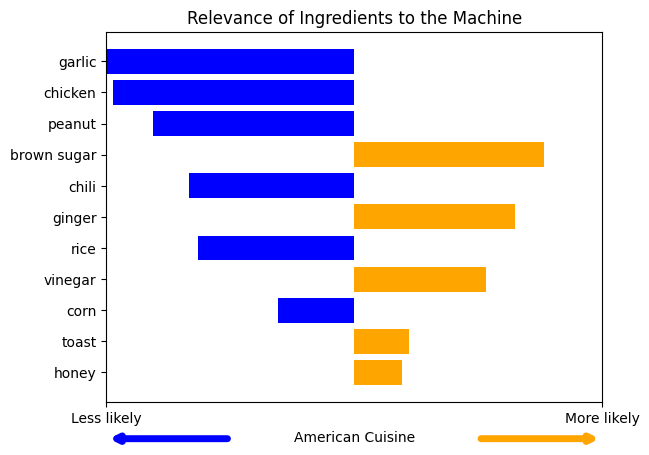 Relevance of Ingredients to the Machine
garlic
chicken
peanut
brown sugar
chili
ginger
rice
vinegar
corn
toast
honey
Less likely
More likely
American Cuisine